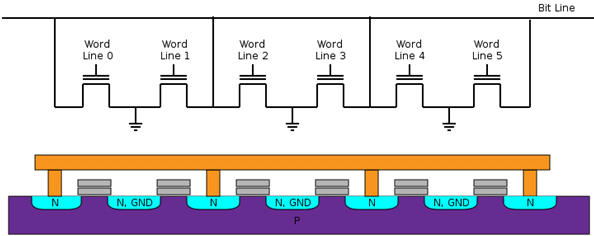 Bit Line
Word
Line 0
Word
Line 1
Word
Line 2
Word
Line 3
Word
Line 4
Word
Line 5
N
N, GND
N
N, GND
N
N, GND
N
P